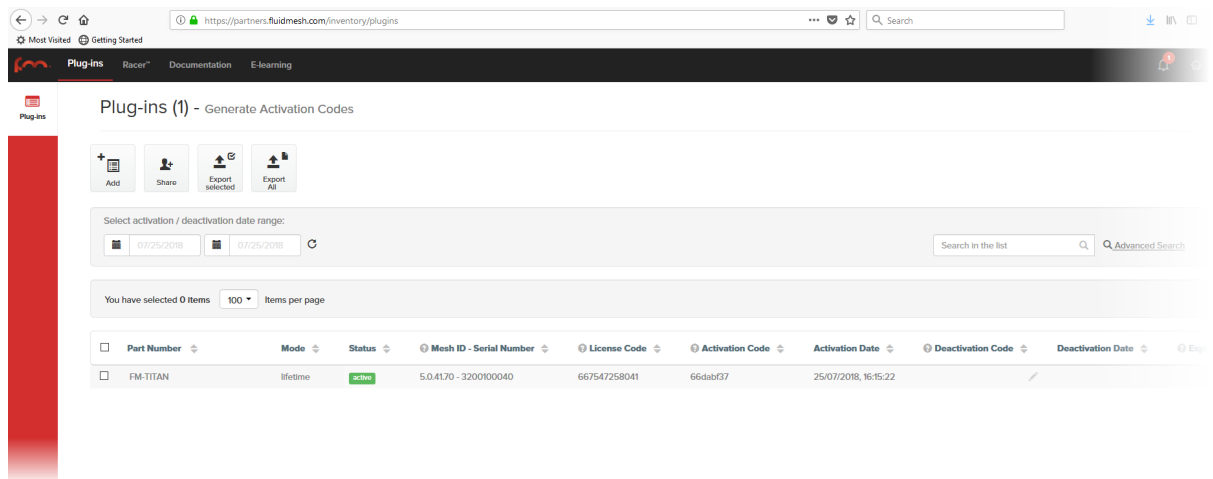 https://partners.fluidmesh.com/inventory/plugins
Search
Most Visited Getting Started
fm Plug-ins Racer™ Documentation E-learning
1
Plug-ins
Plug-ins (1) - Generate Activation Codes
Add Share Export selected Export All
Select activation / deactivation date range:
07/25/2018 07/25/2018 Search in the list Advanced Search
You have selected 0 items 100 Items per page
Part Number Mode Status Mesh ID - Serial Number License Code Activation Code Activation Date Deactivation Code Deactivation Date
FM-TITAN lifetime active 5.0.41.70 - 3200100040 667547258041 66dabf37 25/07/2018, 16:15:22